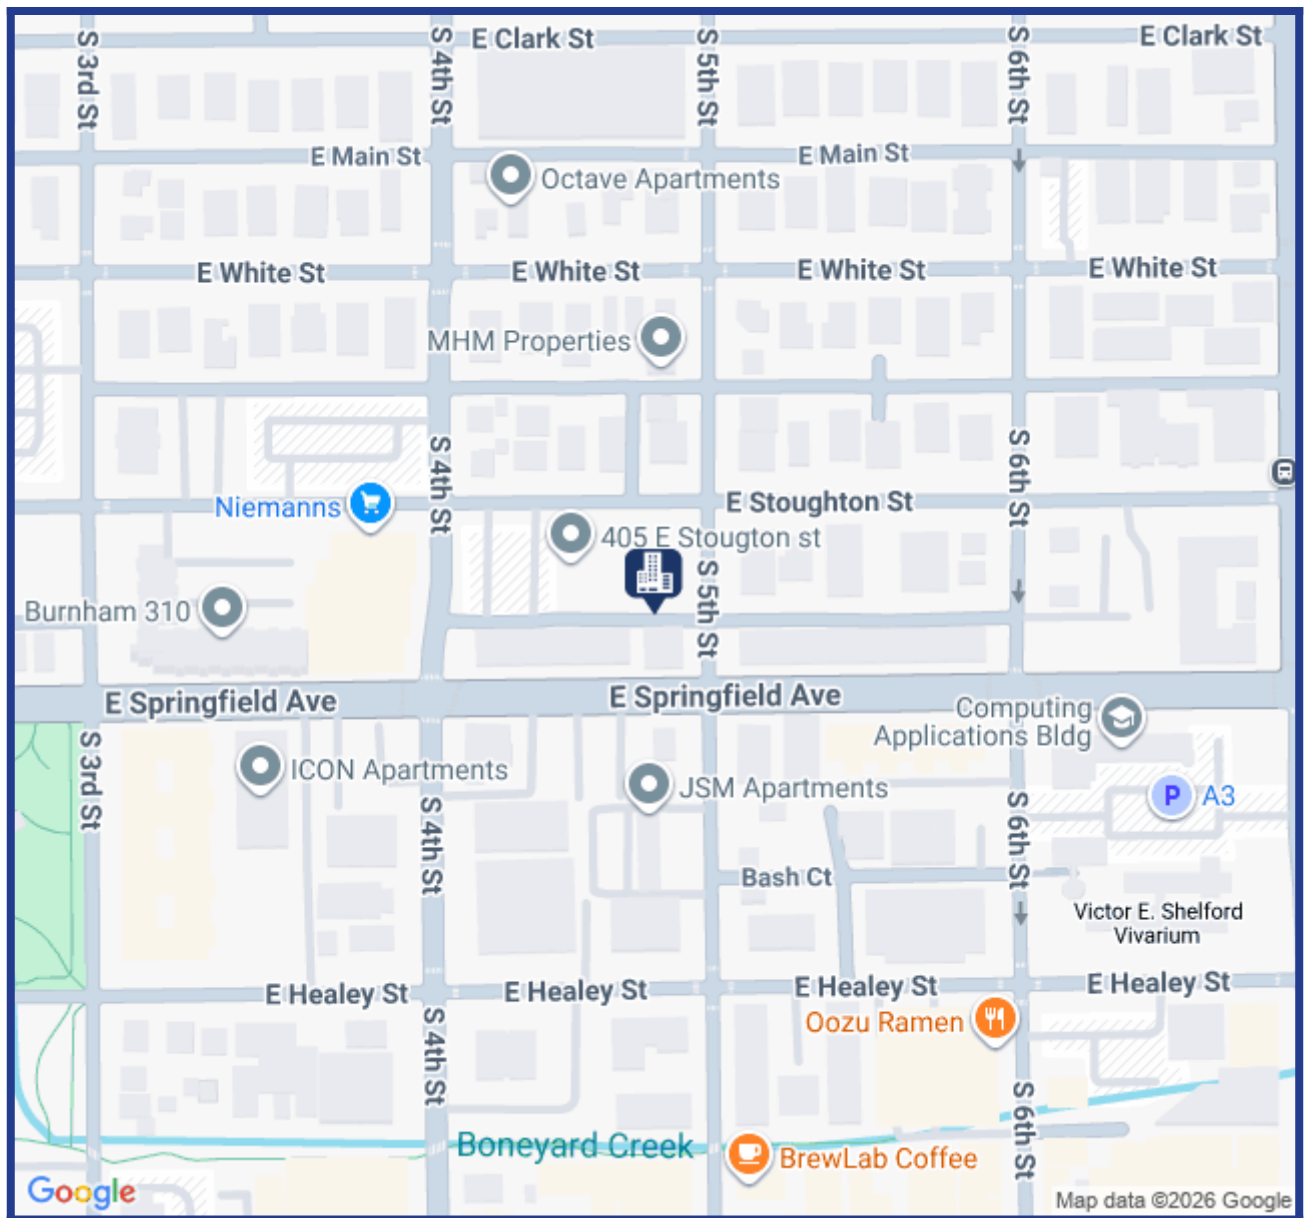 S 3rd St
S 4th St
E Clark St
S 5th St
S 6th St
E Clark St
E Main St
E Main St
Octave Apartments
E White St
E White St
E White St
E White St
MHM Properties
S 4th St
S 6th St
Niemanns
E Stoughton St
405 E Stougton st
S 5th St
Burnham 310
E Springfield Ave
E Springfield Ave
Computing
Applications Bldg
S 3rd St
ICON Apartments
JSM Apartments
P
A3
S 4th St
S 6th St
Bash Ct
Victor E. Shelford
Vivarium
E Healey St
E Healey St
E Healey St
E Healey St
Oozu Ramen
S 4th St
S 6th St
Boneyard Creek
BrewLab Coffee
Google
Map data ©2026 Google